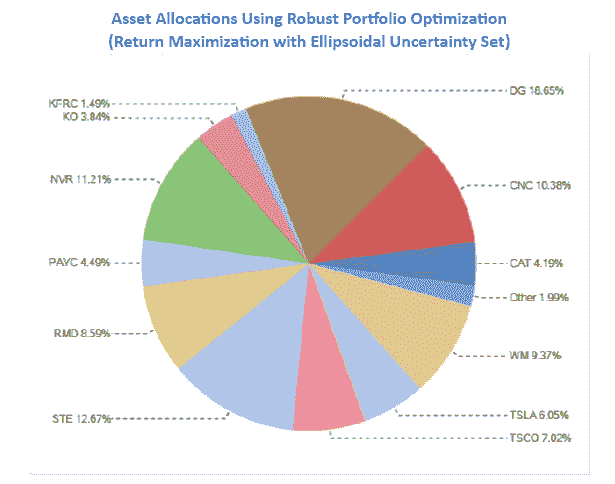 Asset Allocations Using Robust Portfolio Optimization
(Return Maximization with Ellipsoidal Uncertainty Set)
KFRC 1.49%
KO 3.84%
NVR 11.21%
PAYC 4.49%
RMD 8.59%
STE 12.67%
DG 18.65%
CNC 10.38%
CAT 4.19%
Other 1.99%
WM 9.37%
TSLA 6.05%
TSCO 7.02%